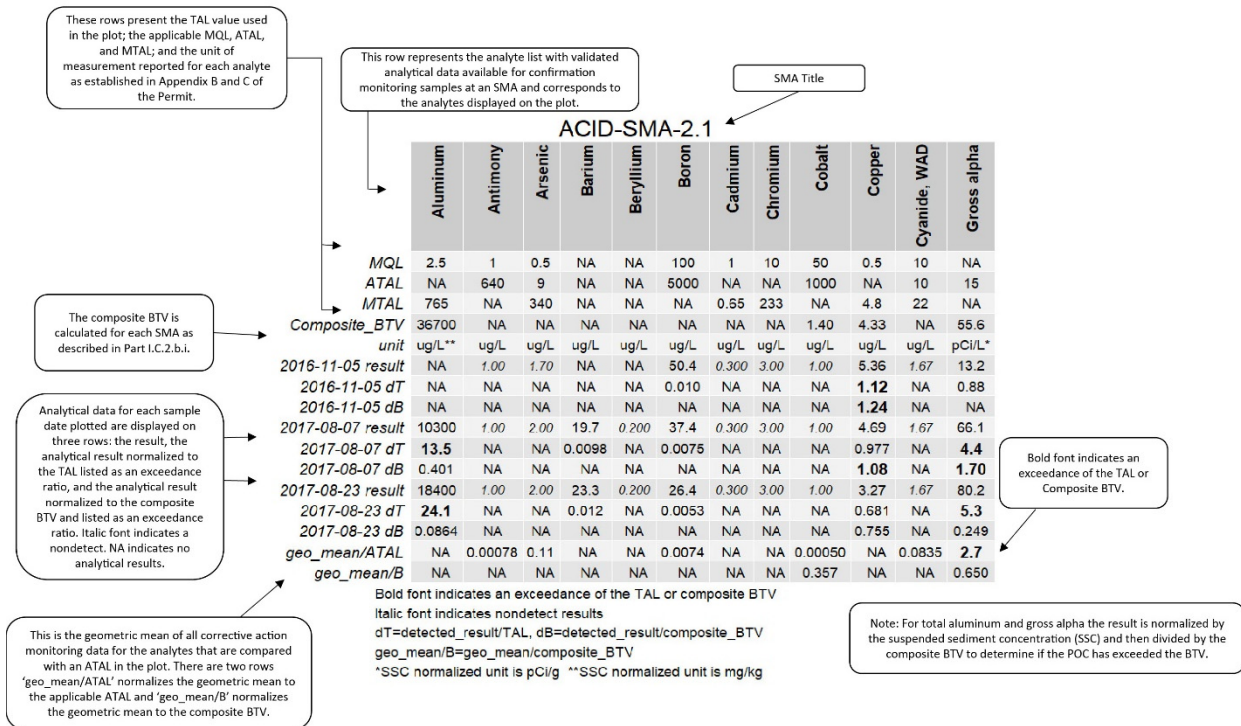 These rows present the TAL value used
in the plot; the applicable MQL, ATAL,
and MTAL; and the unit of
measurement reported for each analyte
as established in Appendix B and C of
the Permit.
This row represents the analyte list with validated
analytical data available for confirmation
monitoring samples at an SMA and corresponds to
the analytes displayed on the plot.
SMA Title
ACID-SMA-2.1
Aluminum Antimony Arsenic Barium Beryllium Boron Cadmium Chromium Cobalt Copper Cyanide, WAD Gross alpha
MQL 2.5 1 0.5 NA NA 100 1 10 50 0.5 10 NA
ATAL NA 640 9 NA NA 5000 NA NA 1000 NA 10 15
MTAL 765 NA 340 NA NA NA 0.65 233 NA 4.8 22 NA
Composite_BTV 36700 NA NA NA NA NA NA NA 1.40 4.33 NA 55.6
unit ug/L** ug/L ug/L ug/L ug/L ug/L ug/L ug/L ug/L ug/L ug/L pCi/L*
2016-11-05 result NA 1.00 1.70 NA NA 50.4 0.300 3.00 1.00 5.36 1.67 13.2
2016-11-05 dT NA NA NA NA NA 0.010 NA NA NA 1.12 NA 0.88
2016-11-05 dB NA NA NA NA NA NA NA NA NA 1.24 NA NA
2017-08-07 result 10300 1.00 2.00 19.7 0.200 37.4 0.300 3.00 1.00 4.69 1.67 66.1
2017-08-07 dT 13.5 NA NA 0.0098 NA 0.0075 NA NA NA 0.977 NA 4.4
2017-08-07 dB 0.401 NA NA NA NA NA NA NA NA 1.08 NA 1.70
2017-08-23 result 18400 1.00 2.00 23.3 0.200 26.4 0.300 3.00 1.00 3.27 1.67 80.2
2017-08-23 dT 24.1 NA NA 0.012 NA 0.0053 NA NA NA 0.681 NA 5.3
2017-08-23 dB 0.0864 NA NA NA NA NA NA NA NA 0.755 NA 0.249
geo_mean/ATAL NA 0.00078 0.11 NA NA 0.0074 NA NA 0.00050 NA 0.0835 2.7
geo_mean/B NA NA NA NA NA NA NA NA 0.357 NA NA 0.650
The composite BTV is
calculated for each SMA as
described in Part I.C.2.b.i.
Analytical data for each sample
date plotted are displayed on
three rows: the result, the
analytical result normalized to
the TAL listed as an exceedance
ratio, and the analytical result
normalized to the composite
BTV and listed as an exceedance
ratio. Italic font indicates a
nondetect. NA indicates no
analytical results.
Bold font indicates an
exceedance of the TAL or
Composite BTV.
Bold font indicates an exceedance of the TAL or composite BTV
Italic font indicates nondetect results
dT=detected_result/TAL, dB=detected_result/composite_BTV
geo_mean/B=geo_mean/composite_BTV
*SSC normalized unit is pCi/g **SSC normalized unit is mg/kg
This is the geometric mean of all corrective action
monitoring data for the analytes that are compared
with an ATAL in the plot. There are two rows
‘geo_mean/ATAL’ normalizes the geometric mean to
the applicable ATAL and ‘geo_mean/B’ normalizes
the geometric mean to the composite BTV.
Note: For total aluminum and gross alpha the result is normalized
by the suspended sediment concentration (SSC) and then divided by the
composite BTV to determine if the POC has exceeded the BTV.